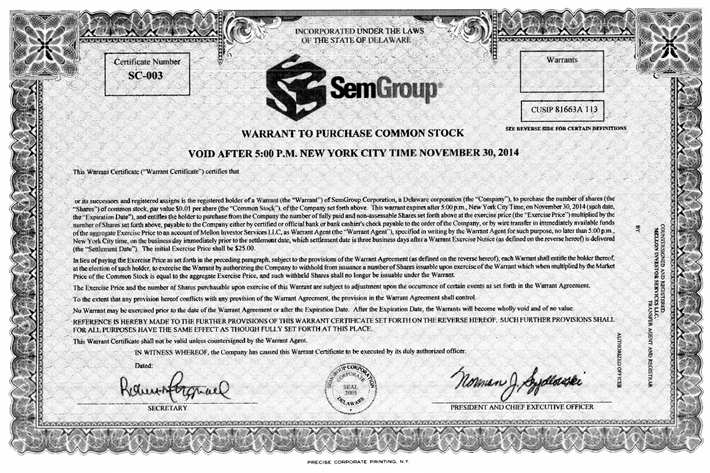 INCORPORATED UNDER THE LAWS
OF THE STATE OF DELAWARE
Certificate Number
SC-003
Warrants
SemGroup®
CUSIP 81663A 113
SEE REVERSE SIDE FOR CERTAIN DEFINITIONS
WARRANT TO PURCHASE COMMON STOCK
VOID AFTER 5:00 P.M. NEW YORK CITY TIME NOVEMBER 30, 2014
This Warrant Certificate ("Warrant Certificate") certifies that
or its successors and registered assigns is the registered holder of a Warrant (the "Warrant") of SemGroup Corporation, a Delaware corporation (the "Company"), to purchase the number of shares (the
"Shares") of common stock, par value $0.01 per share (the "Common Stock"), of the Company set forth above. This warrant expires after 5:00 p.m., New York City Time, on November 30, 2014 (such date,
the "Expiration Date"), and entitles the holder to purchase from the Company the number of fully paid and non-assessable Shares set forth above at the exercise price (the "Exercise Price") multiplied by the
number of Shares set forth above, payable to the Company either by certified or official bank or bank cashier's check payable to the order of the Company, or by wire transfer in immediately available funds
of the aggregate Exercise Price to an account of Mellon Investor Services LLC, as Warrant Agent (the "Warrant Agent"), specified in writing by the Warrant Agent for such purpose, no later than 5:00 p.m.,
New York City time, on the business day immediately prior to the settlement date, which settlement date is three business days after a Warrant Exercise Notice (as defined on the reverse hereof) is delivered
(the "Settlement Date"). The initial Exercise Price shall be $25.00.
In lieu of paying the Exercise Price as set forth in the preceding paragraph, subject to the provisions of the Warrant Agreement (as defined on the reverse hereof), each Warrant shall entitle the holder thereof,
at the election of such holder, to exercise the Warrant by authorizing the Company to withhold from issuance a number of Shares issuable upon exercise of the Warrant which when multiplied by the Market
Price of the Common Stock is equal to the aggregate Exercise Price, and such withheld Shares shall no longer be issuable under the Warrant.
The Exercise Price and the number of Shares purchasable upon exercise of this Warrant are subject to adjustment upon the occurrence of certain events as set forth in the Warrant Agreement.
To the extent that any provision hereof conflicts with any provision of the Warrant Agreement, the provision in the Warrant Agreement shall control.
No Warrant may be exercised prior to the date of the Warrant Agreement or after the Expiration Date. After the Expiration Date, the Warrants will become wholly void and of no value.
REFERENCE IS HEREBY MADE TO THE FURTHER PROVISIONS OF THIS WARRANT CERTIFICATE SET FORTH ON THE REVERSE HEREOF. SUCH FURTHER PROVISIONS SHALL
FOR ALL PURPOSES HAVE THE SAME EFFECT AS THOUGH FULLY SET FORTH AT THIS PLACE.
This Warrant Certificate shall not be valid unless countersigned by the Warrant Agent.
IN WITNESS WHEREOF, the Company has caused this Warrant Certificate to be executed by its duly authorized officer.
Dated:
SEMGROUP CORPORATION
CORPORATE
SEAL
2005
DELAWARE
Norman J. Szydlowski
SECRETARY
PRESIDENT AND CHIEF EXECUTIVE OFFICER
COUNTERSIGNED AND REGISTERED:
MELLON INVESTOR SERVICES LLC,
TRANSFER AGENT AND REGISTRAR
BY
AUTHORIZED OFFICER
PRECISE CORPORATE PRINTING, N.Y.